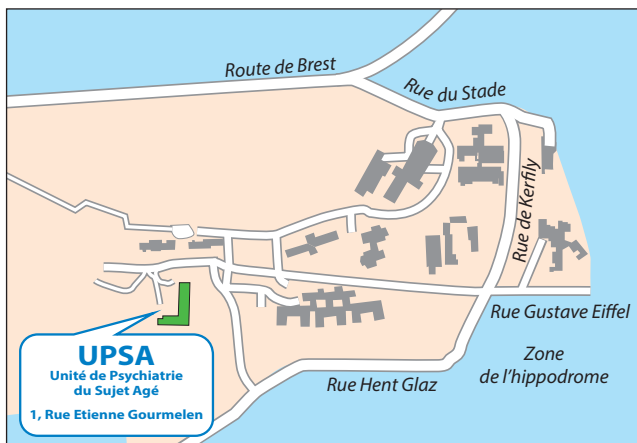 Route de Brest
Rue du Stade
Rue de Kerfily
Rue Gustave Eiffel
Zone
de l'hippodrome
Rue Hent Glaz
UPSA
Unité de Psychiatrie
du Sujet Agé
1, Rue Etienne Gourmelen